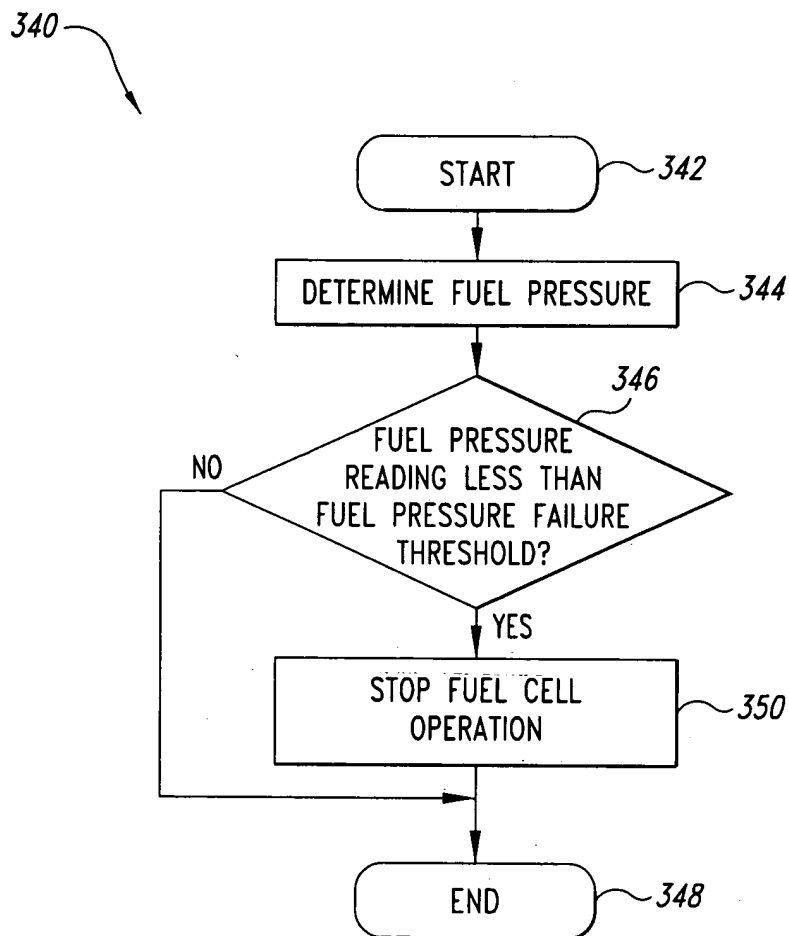 340
START
342
DETERMINE FUEL PRESSURE
344
346
FUEL PRESSURE
READING LESS THAN
FUEL PRESSURE FAILURE
THRESHOLD?
NO
YES
STOP FUEL CELL
OPERATION
350
END
348